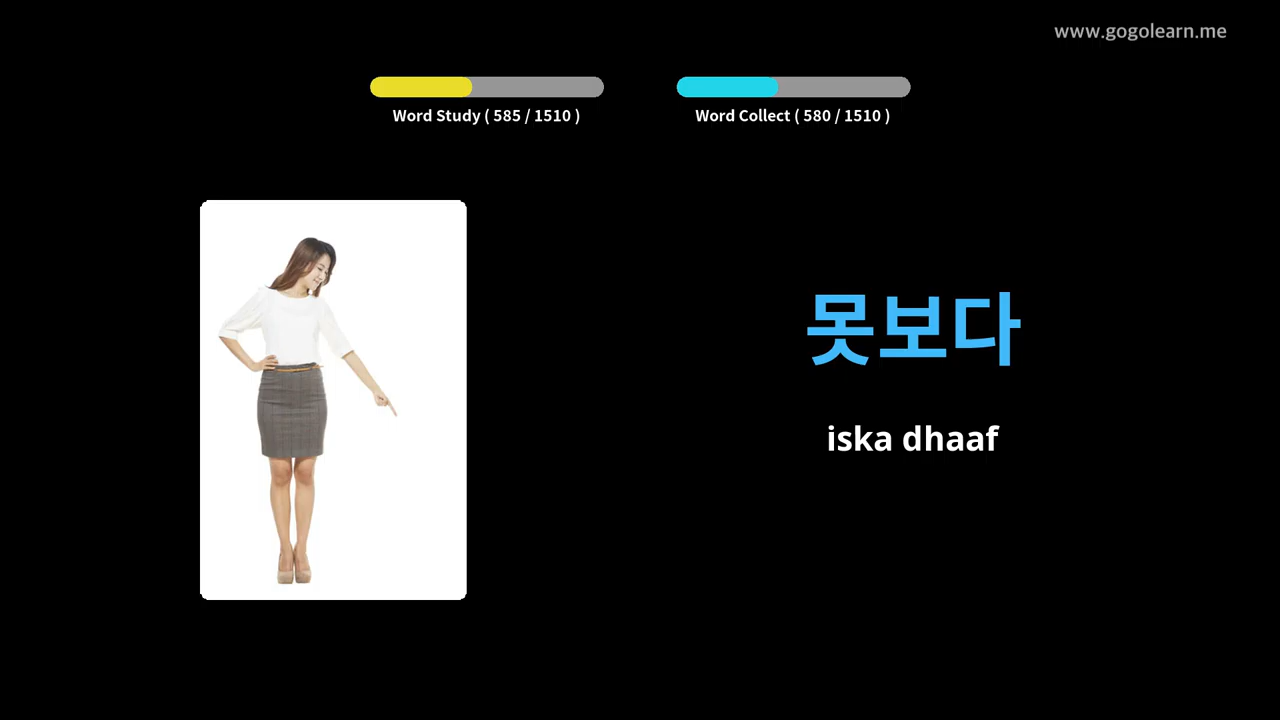 www.gogolearn.me
Word Study ( 585 / 1510 )
Word Collect ( 580 / 1510 )
못보다
iska dhaaf